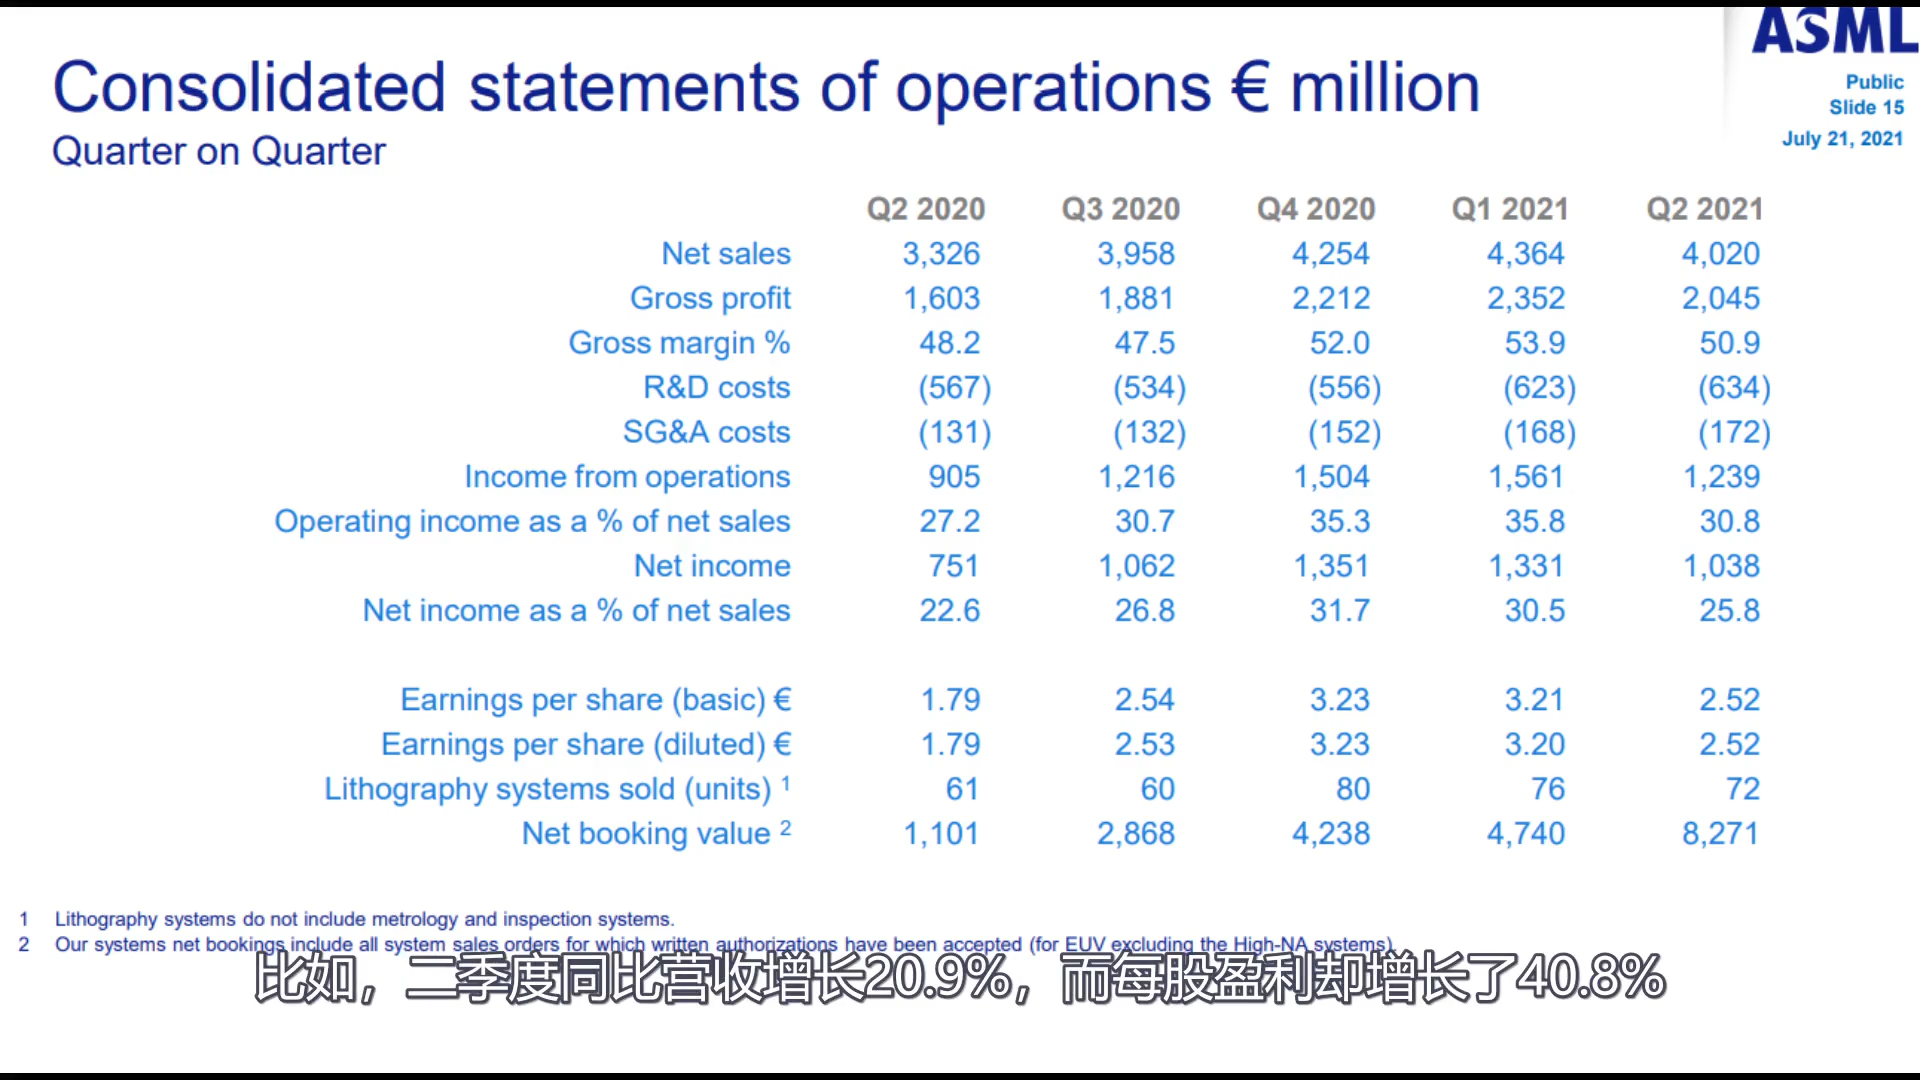 ASML
Public
Slide 15
July 21, 2021
Consolidated statements of operations € million
Quarter on Quarter
Q2 2020 Q3 2020 Q4 2020 Q1 2021 Q2 2021
Net sales 3,326 3,958 4,254 4,364 4,020
Gross profit 1,603 1,881 2,212 2,352 2,045
Gross margin % 48.2 47.5 52.0 53.9 50.9
R&D costs (567) (534) (556) (623) (634)
SG&A costs (131) (132) (152) (168) (172)
Income from operations 905 1,216 1,504 1,561 1,239
Operating income as a % of net sales 27.2 30.7 35.3 35.8 30.8
Net income 751 1,062 1,351 1,331 1,038
Net income as a % of net sales 22.6 26.8 31.7 30.5 25.8
Earnings per share (basic) € 1.79 2.54 3.23 3.21 2.52
Earnings per share (diluted) € 1.79 2.53 3.23 3.20 2.52
Lithography systems sold (units) 1 61 60 80 76 72
Net booking value 2 1,101 2,868 4,238 4,740 8,271
1 Lithography systems do not include metrology and inspection systems.
2 Our systems net bookings include all system sales orders for which written authorizations have been accepted (for EUV excluding the High-NA systems).
比如，二季度同比营收增长20.9%，而每股盈利却增长了40.8%